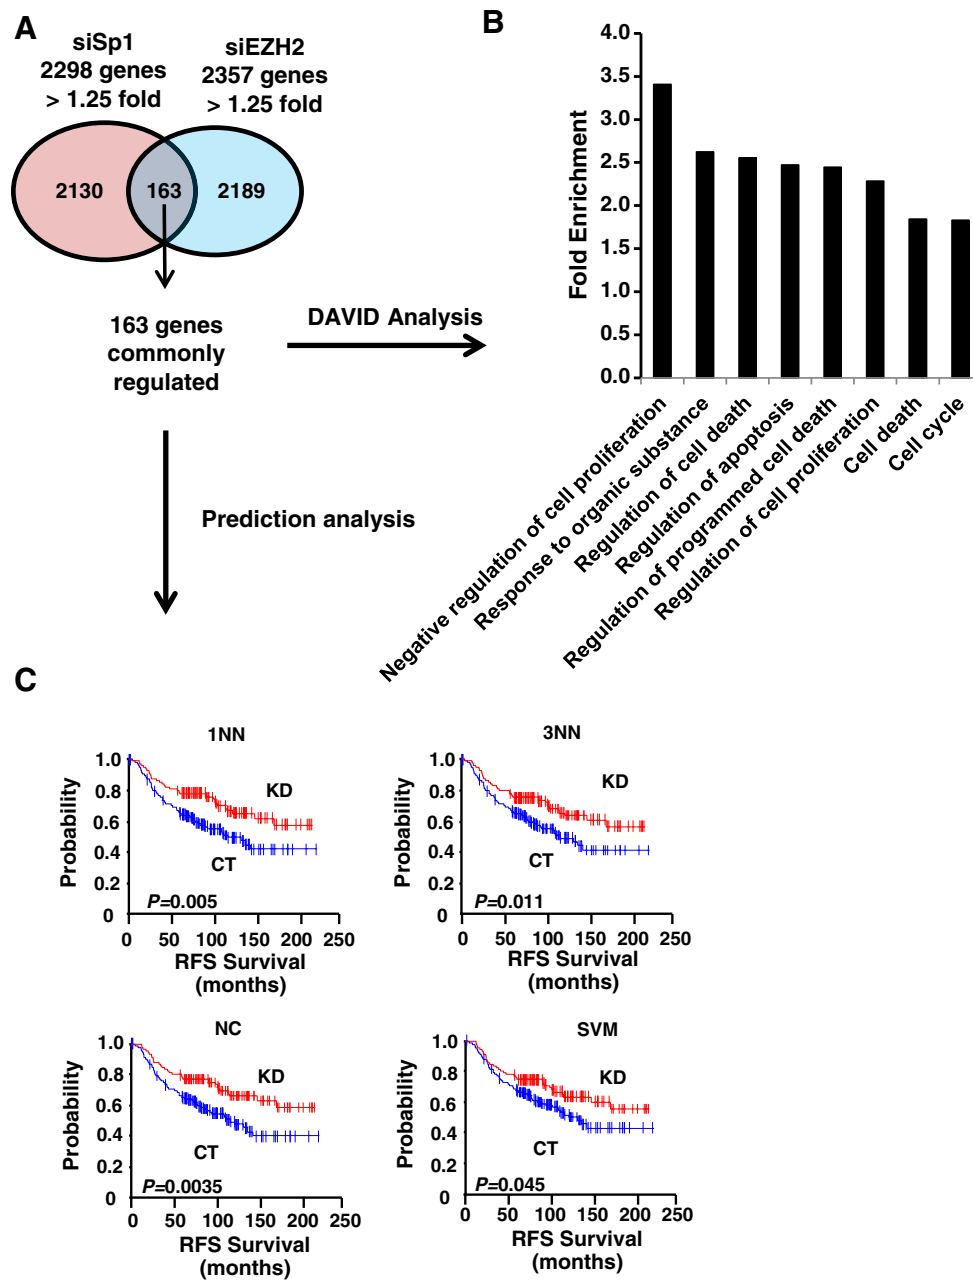 A
siSp1
2298 genes
> 1.25 fold
siEZH2
2357 genes
> 1.25 fold
2130
163
2189
163 genes
commonly
regulated
DAVID Analysis
Prediction analysis
B
Fold Enrichment
4.0
3.5
3.0
2.5
2.0
1.5
1.0
0.5
0.0
Negative regulation of cell proliferation
Response to organic substance
Regulation of cell death
Regulation of apoptosis
Regulation of programmed cell death
Regulation of cell proliferation
Cell death
Cell cycle
C
1NN
Probability
1.0
0.8
0.6
0.4
0.2
0
KD
CT
P=0.005
0 50 100 150 200 250
RFS Survival
(months)
3NN
Probability
1.0
0.8
0.6
0.4
0.2
0
KD
CT
P=0.011
0 50 100 150 200 250
RFS Survival
(months)
NC
Probability
1.0
0.8
0.6
0.4
0.2
0
KD
CT
P=0.0035
0 50 100 150 200 250
RFS Survival
(months)
SVM
Probability
1.0
0.8
0.6
0.4
0.2
0
KD
CT
P=0.045
0 50 100 150 200 250
RFS Survival
(months)